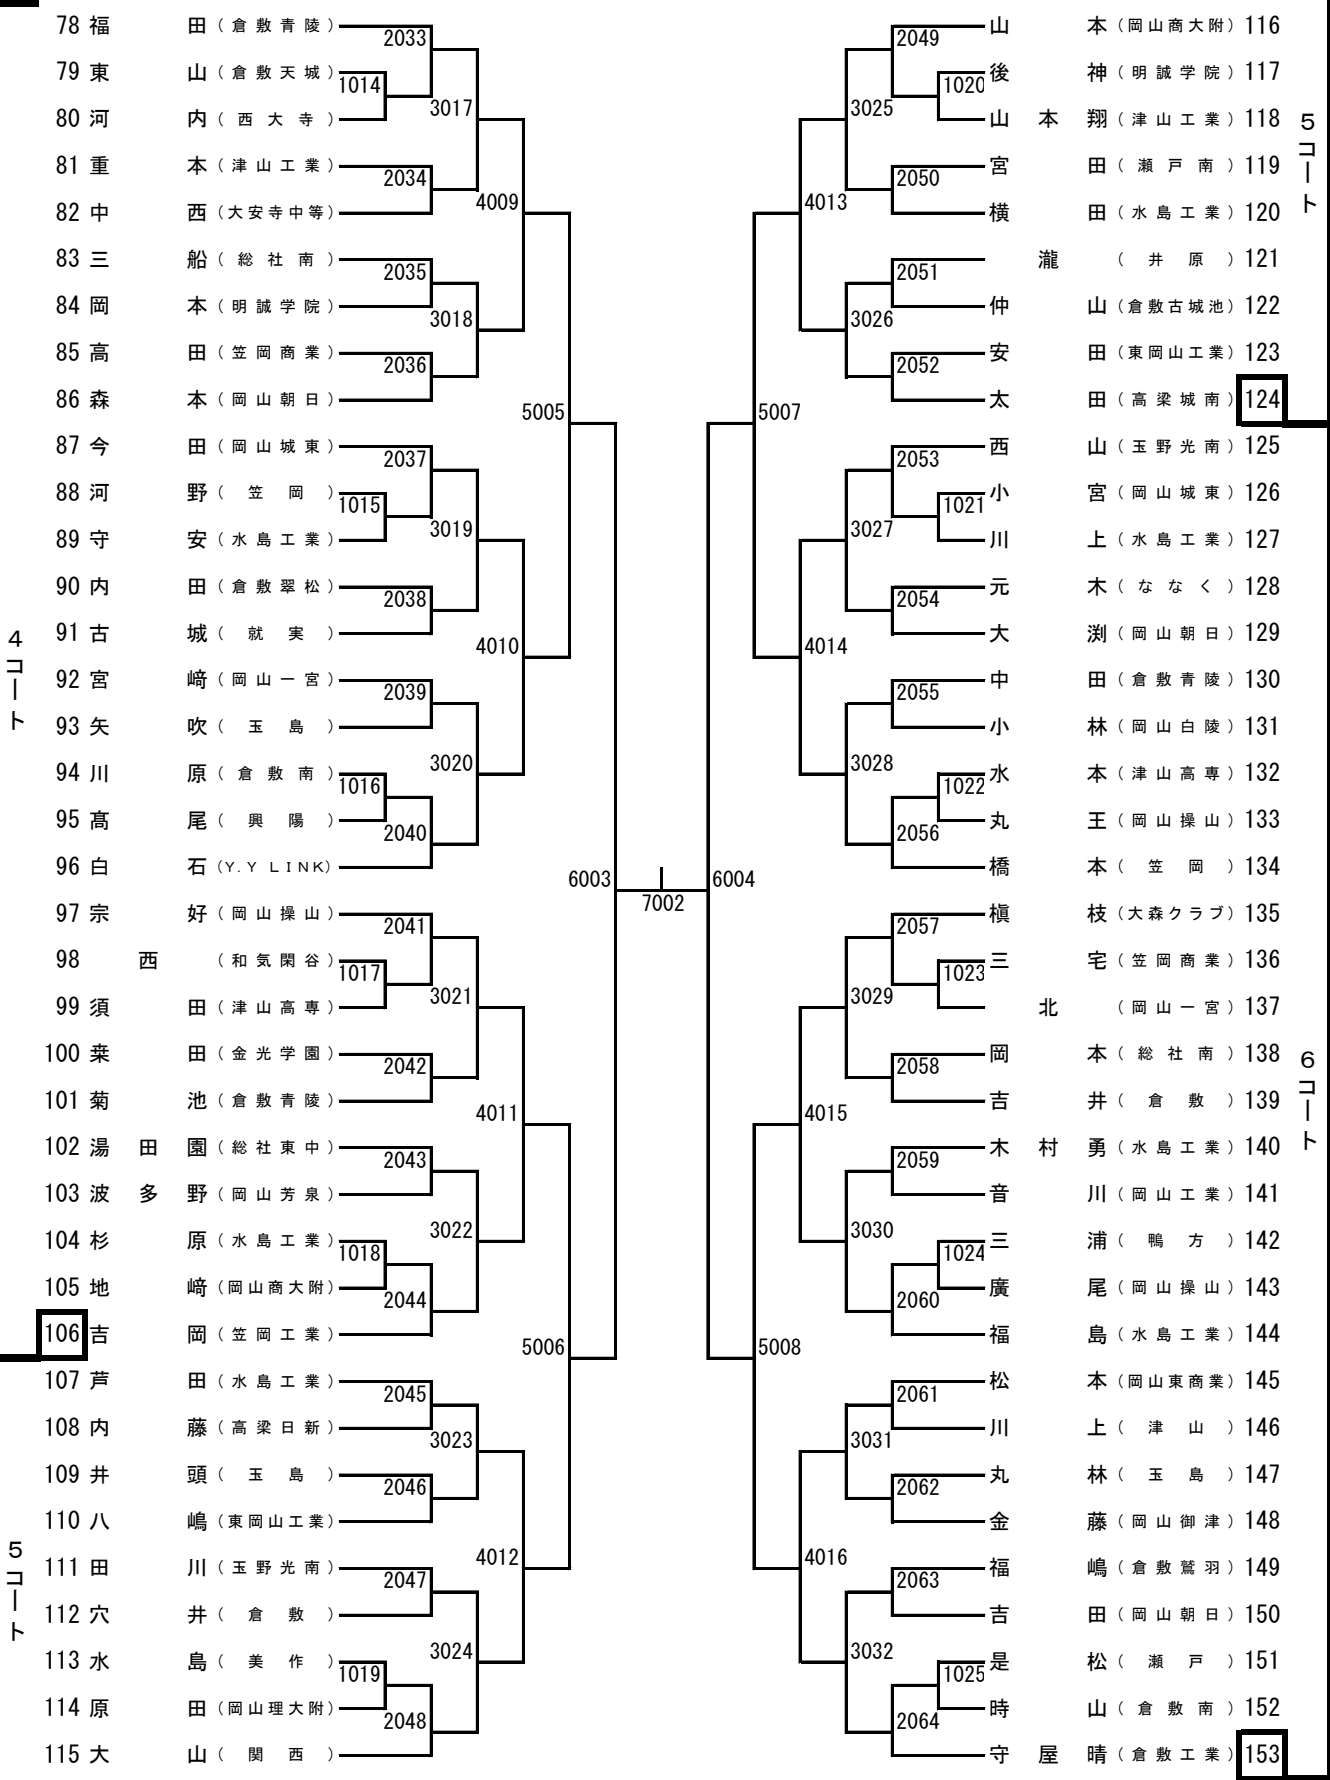 78 福田（倉敷青陵）
79 東山（倉敷天城）
80 河内（西大寺）
81 重本（津山工業）
82 中西（大安寺中等）
83 三船（総社南）
84 岡本（明誠学院）
85 高田（笠岡商業）
86 森本（岡山朝日）
87 今田（岡山城東）
88 河野（笠岡）
89 守安（水島工業）
90 内田（倉敷翠松）
91 古城（就実）
92 宮﨑（岡山一宮）
93 矢吹（玉島）
94 川原（倉敷南）
95 髙尾（興陽）
96 白石（Y.Y LINK）
97 宗好（岡山操山）
98 西（和気閑谷）
99 須田（津山高専）
100 桒田（金光学園）
101 菊池（倉敷青陵）
102 湯田園（総社東中）
103 波多野（岡山芳泉）
104 杉原（水島工業）
105 地﨑（岡山商大附）
106 吉岡（笠岡工業）
107 芦田（水島工業）
108 内藤（高梁日新）
109 井頭（玉島）
110 八嶋（東岡山工業）
111 田川（玉野光南）
112 穴井（倉敷）
113 水島（美作）
114 原田（岡山理大附）
115 大山（関西）
4コート
5コート
1014
1015
1016
1017
1018
1019
2033
2034
2035
2036
2037
2038
2039
2040
2041
2042
2043
2044
2045
2046
2047
2048
3017
3018
3019
3020
3021
3022
3023
3024
4009
4010
4011
4012
5005
5006
6003
7002
6004
5007
5008
4013
4014
4015
4016
3025
3026
3027
3028
3029
3030
3031
3032
2049
2050
2051
2052
2053
2054
2055
2056
2057
2058
2059
2060
2061
2062
2063
2064
1020
1021
1022
1023
1024
1025
山本（岡山商大附）116
後神（明誠学院）117
山本翔（津山工業）118
宮田（瀬戸南）119
横田（水島工業）120
瀧（井原）121
仲山（倉敷古城池）122
安田（東岡山工業）123
太田（高梁城南）124
西山（玉野光南）125
小宮（岡山城東）126
川上（水島工業）127
元木（ななく）128
大渕（岡山朝日）129
中田（倉敷青陵）130
小林（岡山白陵）131
水本（津山高専）132
丸王（岡山操山）133
橋本（笠岡）134
槇枝（大森クラブ）135
三宅（笠岡商業）136
北（岡山一宮）137
岡本（総社南）138
吉井（倉敷）139
木村勇（水島工業）140
音川（岡山工業）141
三浦（鴨方）142
廣尾（岡山操山）143
福島（水島工業）144
松本（岡山東商業）145
川上（津山）146
丸林（玉島）147
金藤（岡山御津）148
福嶋（倉敷鷲羽）149
吉田（岡山朝日）150
是松（瀬戸）151
時山（倉敷南）152
守屋晴（倉敷工業）153
5コート
6コート